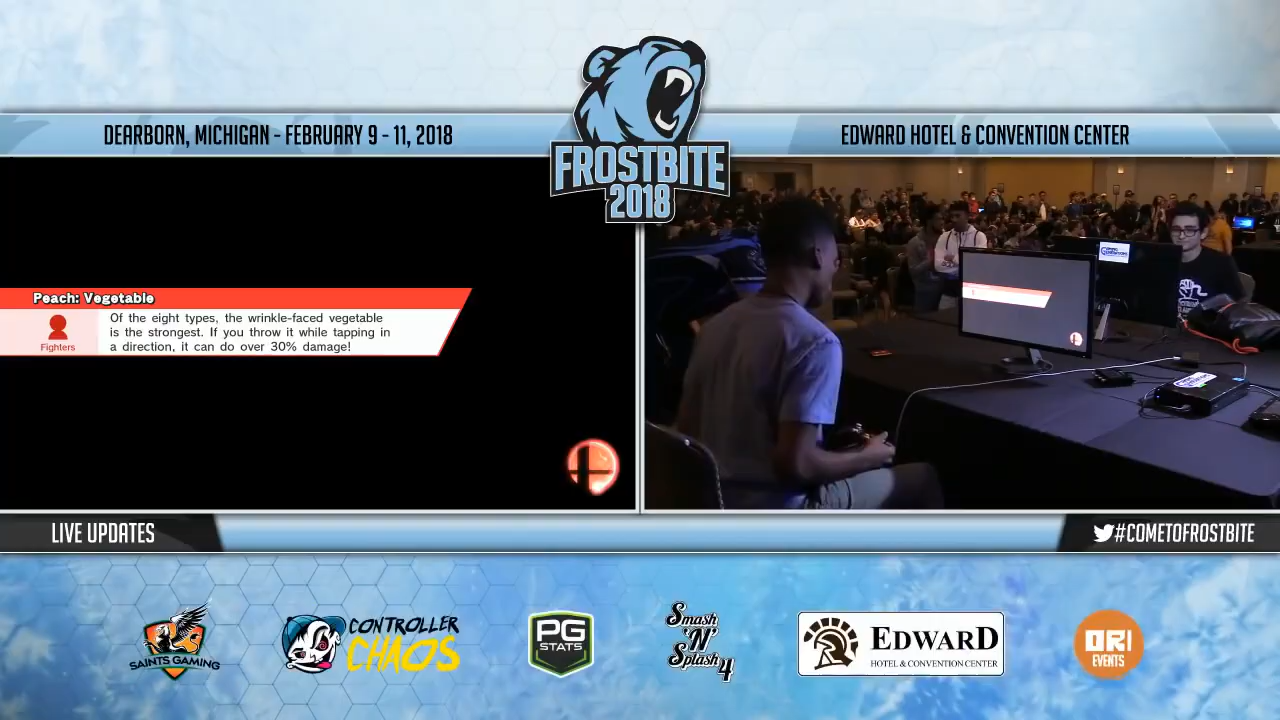 DEARBORN, MICHIGAN - FEBRUARY 9 - 11, 2018
FROSTBITE
2018
EDWARD HOTEL & CONVENTION CENTER
Peach: Vegetable
Fighters
Of the eight types, the wrinkle-faced vegetable
is the strongest. If you throw it while tapping in
a direction, it can do over 30% damage!
LIVE UPDATES
#COMETOFROSTBITE
SAINTS GAMING
CONTROLLER
CHAOS
PG
STATS
Smash
'N'
Splash 4
EDWARD
HOTEL & CONVENTION CENTER
ORI
EVENTS